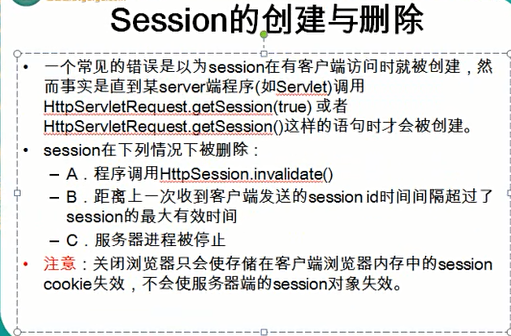 Session的创建与删除
• 一个常见的错误是以为session在有客户端访问时就被创建，然
而事实是直到某server端程序(如Servlet)调用
HttpServletRequest.getSession(true) 或者
HttpServletRequest.getSession()这样的语句时才会被创建。
• session在下列情况下被删除：
– A．程序调用HttpSession.invalidate()
– B．距离上一次收到客户端发送的session id时间间隔超过了
session的最大有效时间
– C．服务器进程被停止
• 注意：关闭浏览器只会使存储在客户端浏览器内存中的session
cookie失效，不会使服务器端的session对象失效。